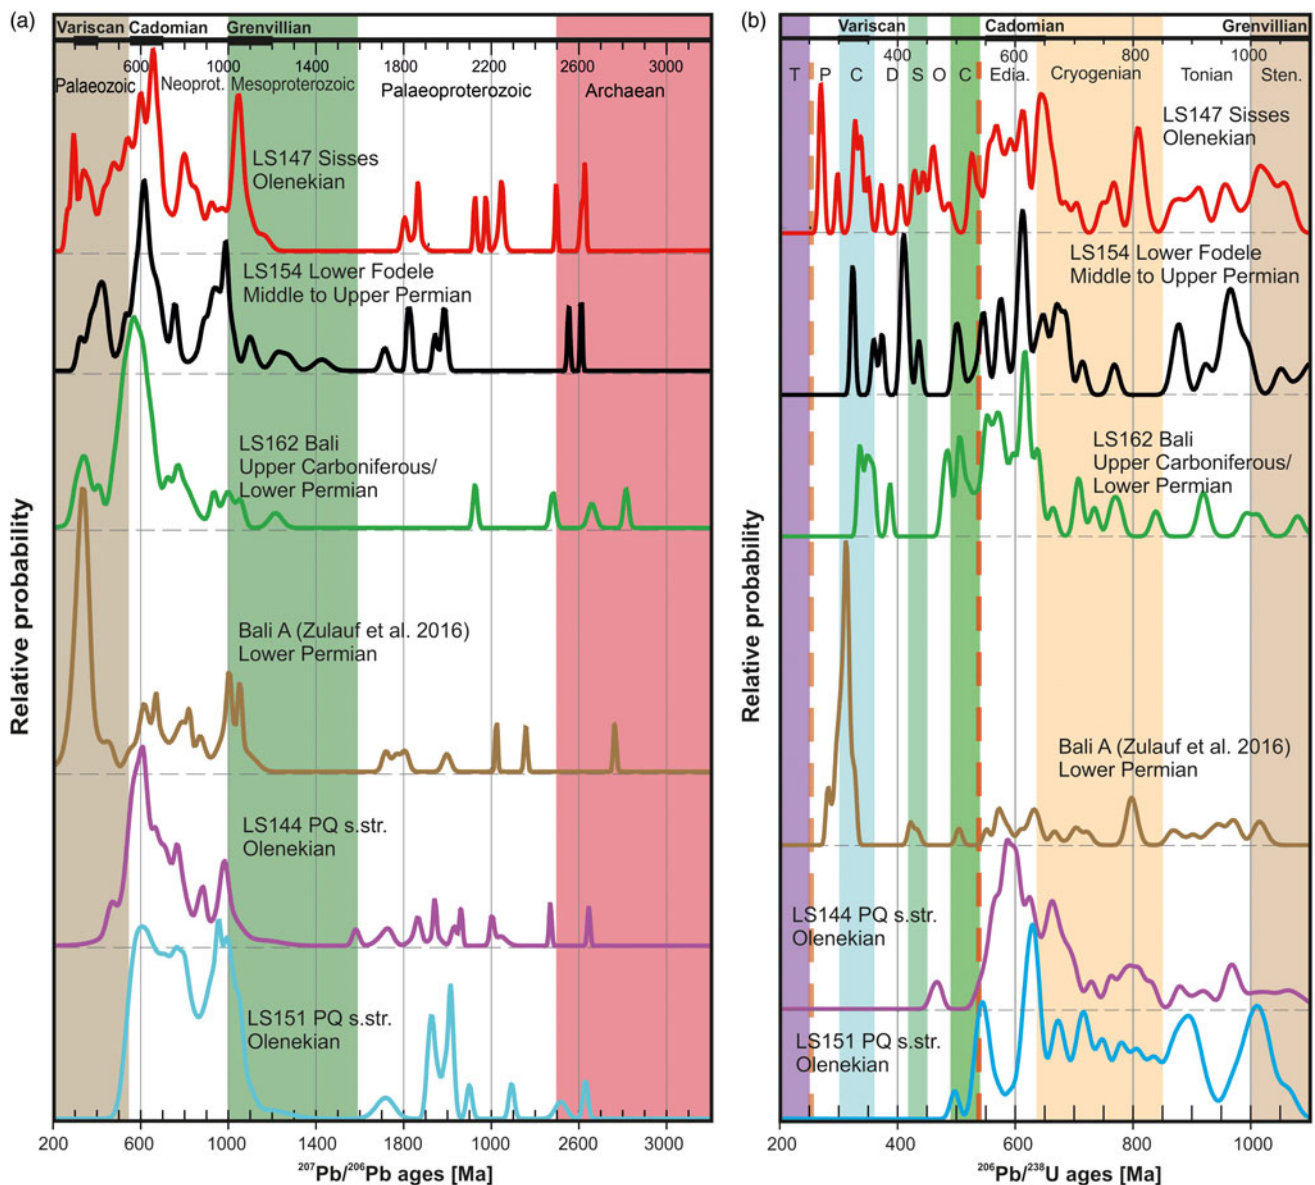 (a)
Variscan Cadomian Grenvillian
600 1000 1400 1800 2200 2600 3000
Palaeozoic Neoprot. Mesoproterozoic Palaeoproterozoic Archaean
LS147 Sisses
Olenekian
LS154 Lower Fodele
Middle to Upper Permian
LS162 Bali
Upper Carboniferous/
Lower Permian
Bali A (Zulauf et al. 2016)
Lower Permian
LS144 PQ s.str.
Olenekian
LS151 PQ s.str.
Olenekian
Relative probability
200 600 1000 1400 1800 1000 2600 3000
²⁰⁷Pb/²⁰⁶Pb ages [Ma]
(b)
Variscan Cadomian Grenvillian
400 600 800 1000
T P C D S O C Edia. Cryogenian Tonian Sten.
LS147 Sisses
Olenekian
LS154 Lower Fodele
Middle to Upper Permian
LS162 Bali
Upper Carboniferous/
Lower Permian
Bali A (Zulauf et al. 2016)
Lower Permian
LS144 PQ s.str.
Olenekian
LS151 PQ s.str.
Olenekian
Relative probability
200 400 600 800 1000
²⁰⁶Pb/²³⁸U ages [Ma]